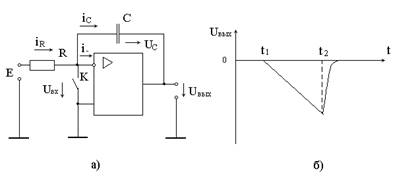 i_C C
i_R i_- U_C
R
E К
U_ВХ U_ВЫХ
а)
U_ВЫХ
0 t_1 t_2 t
б)